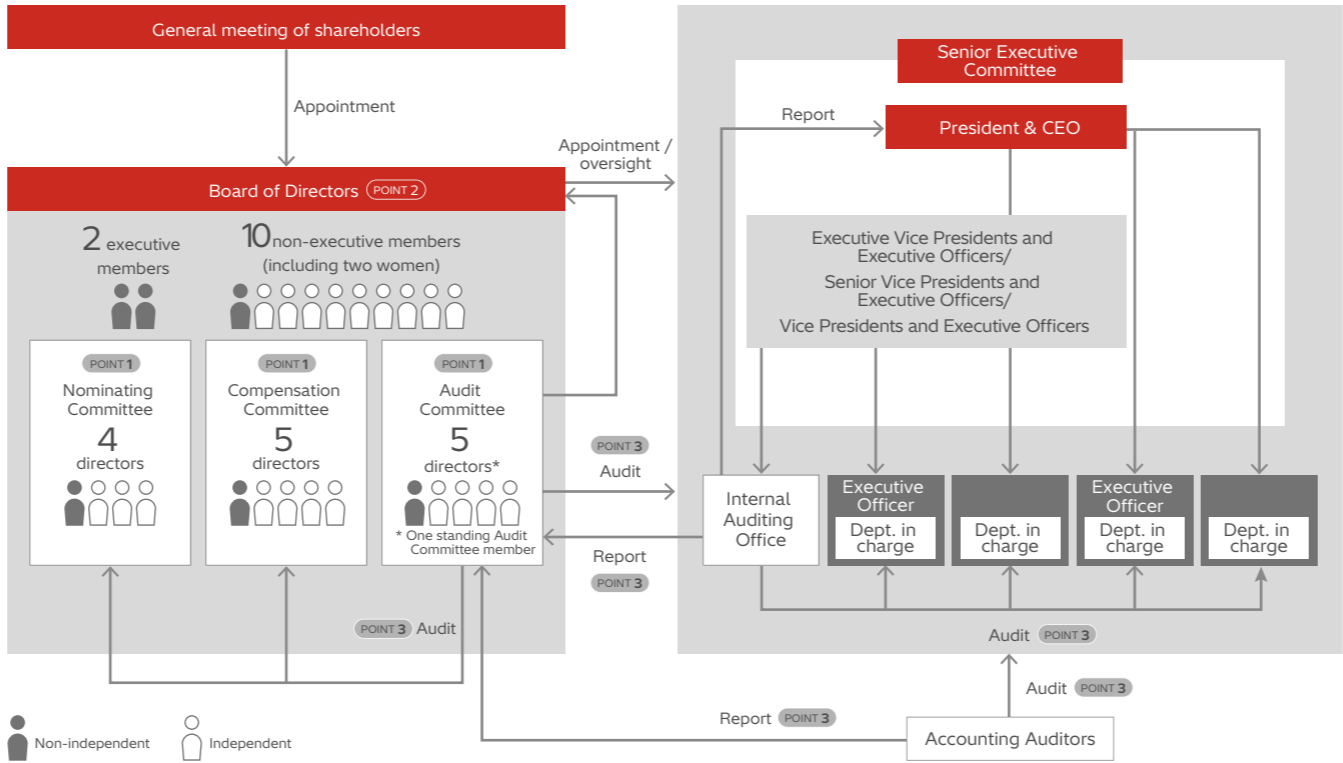 General meeting of shareholders
Appointment
Board of Directors POINT 2
2 executive
members
10 non-executive members
(including two women)
POINT 1
Nominating
Committee
4
directors
POINT 1
Compensation
Committee
5
directors
POINT 1
Audit
Committee
5
directors*
* One standing Audit
Committee member
POINT 3 Audit
Non-independent
Independent
Appointment /
oversight
POINT 3
Audit
Report
POINT 3
Senior Executive
Committee
Report
President & CEO
Executive Vice Presidents and
Executive Officers/
Senior Vice Presidents and
Executive Officers/
Vice Presidents and Executive Officers
Internal
Auditing
Office
Executive
Officer
Dept. in
charge
Dept. in
charge
Executive
Officer
Dept. in
charge
Dept. in
charge
Audit POINT 3
Audit POINT 3
Report POINT 3
Accounting Auditors